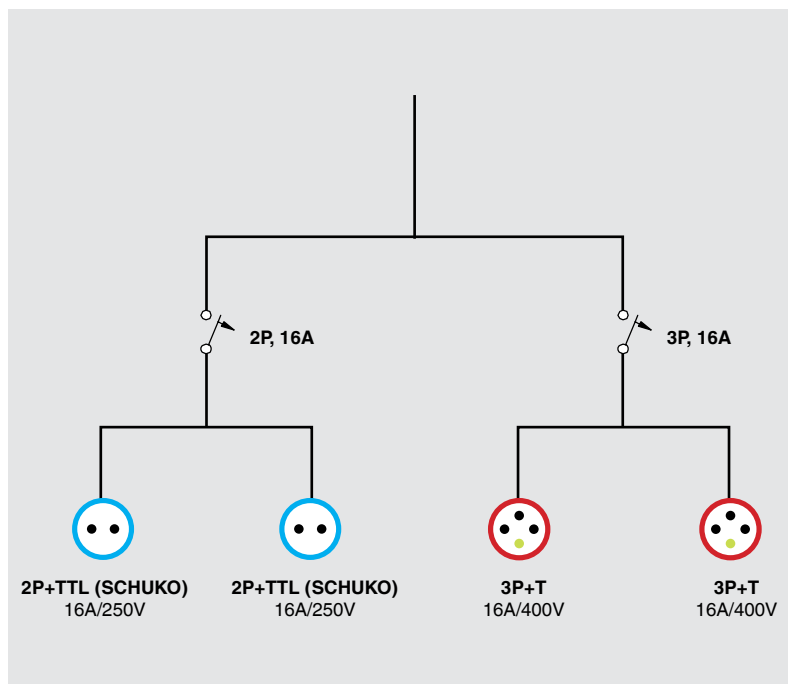 2P, 16A
3P, 16A
2P+TTL (SCHUKO)
16A/250V
2P+TTL (SCHUKO)
16A/250V
3P+T
16A/400V
3P+T
16A/400V